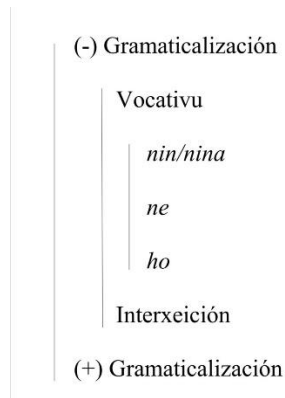 (-) Gramaticalización
Vocativu
nin/nina
ne
ho
Interxeición
(+) Gramaticalización